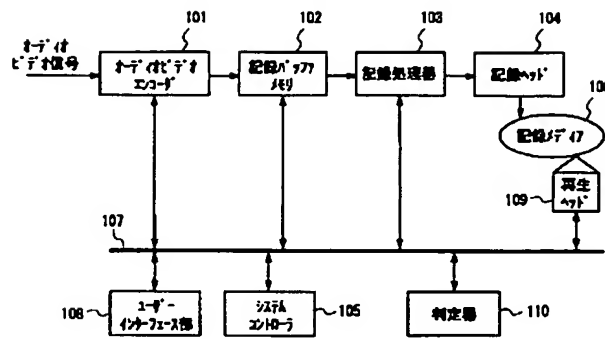 101
102
103
104
オーディオ
ビデオ信号
オーディオビデオ
エンコーダ
記録バッファ
メモリ
記録処理器
記録ヘッド
記録メディア
再生
ヘッド
109
107
108
ユーザー
インターフェース部
システム
コントローラ
105
判定器
110